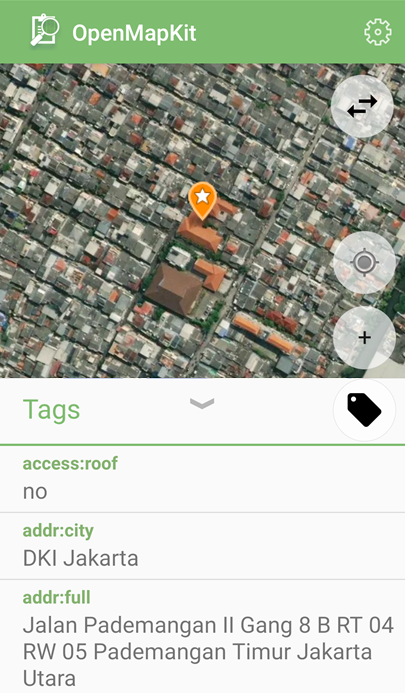 OpenMapKit
+
Tags
access:roof
no
addr:city
DKI Jakarta
addr:full
Jalan Pademangan II Gang 8 B RT 04
RW 05 Pademangan Timur Jakarta
Utara